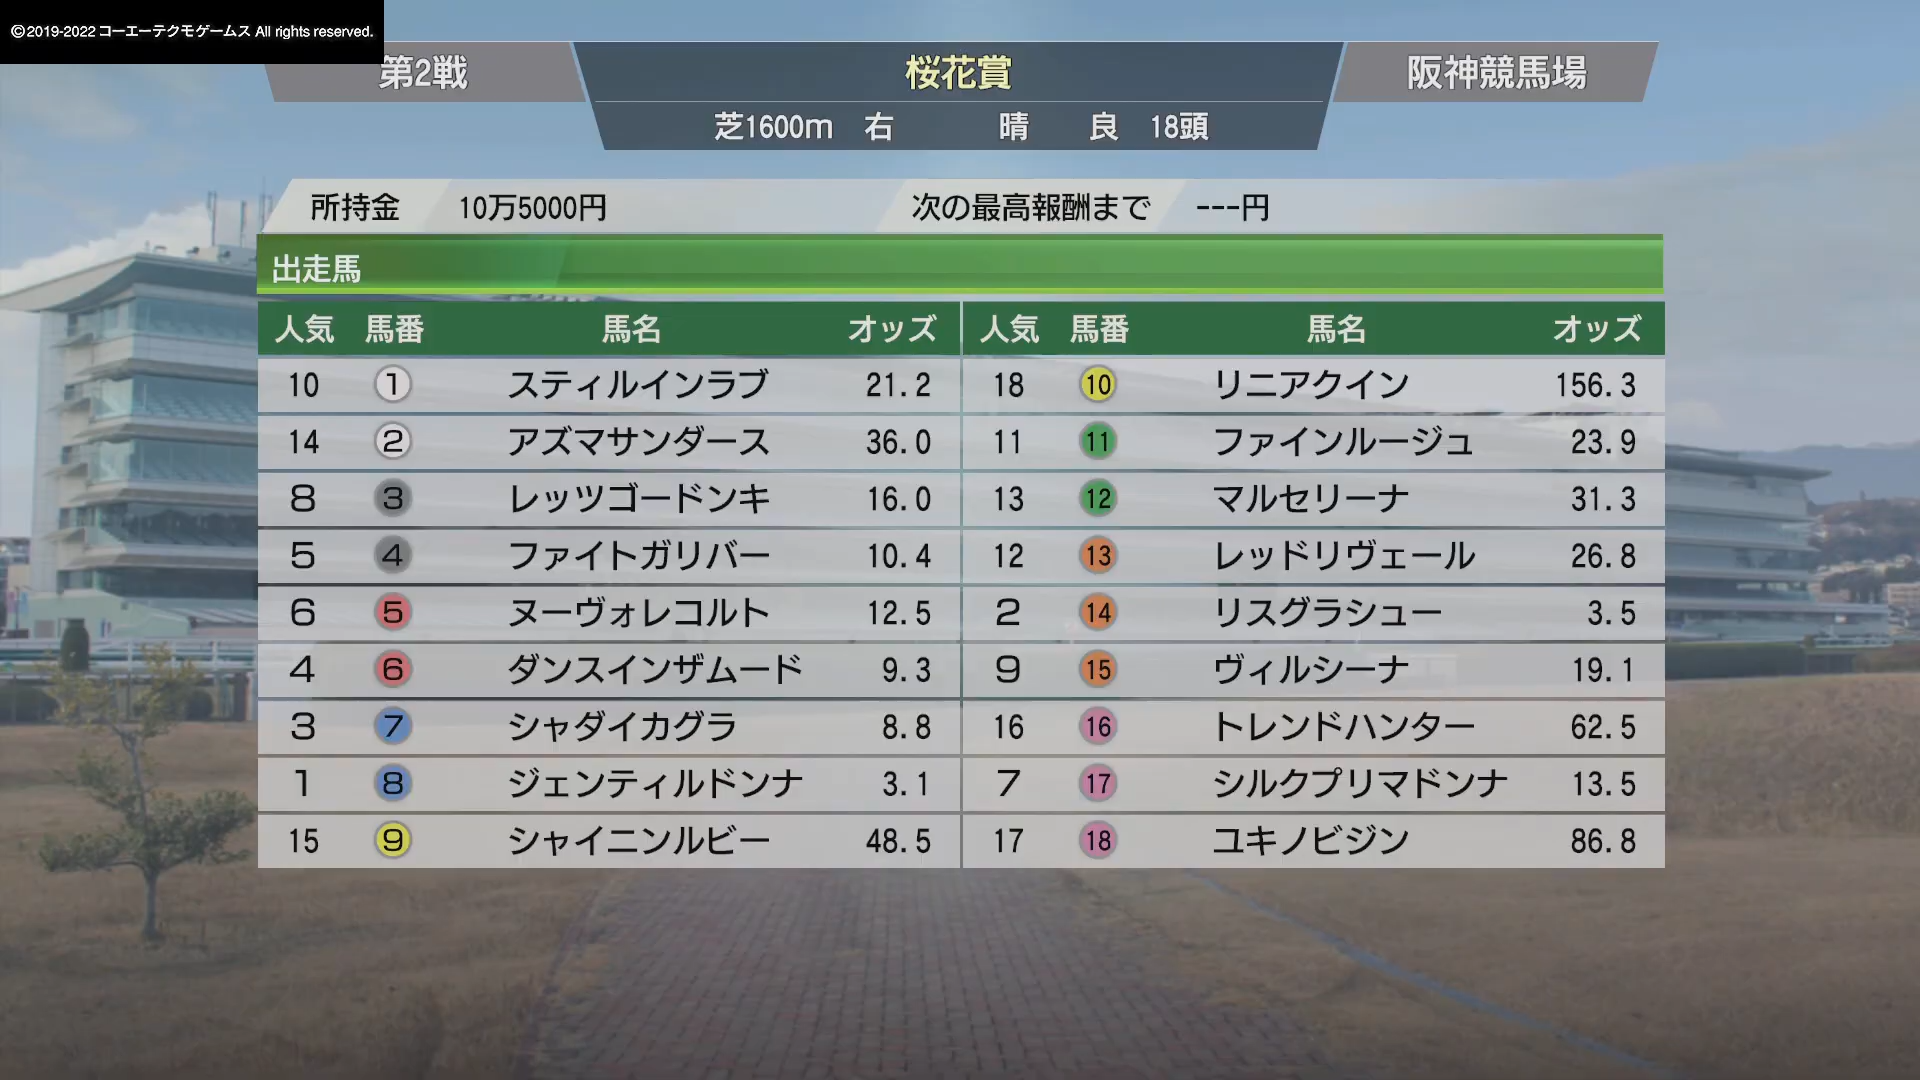 ©2019-2022 コーエーテクモゲームス All rights reserved.
第2戦 桜花賞 阪神競馬場
芝1600m 右 晴 良 18頭
所持金 10万5000円 次の最高報酬まで ---円
出走馬
人気 馬番 馬名 オッズ 人気 馬番 馬名 オッズ
10 1 スティルインラブ 21.2 18 10 リニアクイン 156.3
14 2 アズマサンダース 36.0 11 11 ファインルージュ 23.9
8 3 レッツゴードンキ 16.0 13 12 マルセリーナ 31.3
5 4 ファイトガリバー 10.4 12 13 レッドリヴェール 26.8
6 5 ヌーヴォレコルト 12.5 2 14 リスグラシュー 3.5
4 6 ダンスインザムード 9.3 9 15 ヴィルシーナ 19.1
3 7 シャダイカグラ 8.8 16 16 トレンドハンター 62.5
1 8 ジェンティルドンナ 3.1 7 17 シルクプリマドンナ 13.5
15 9 シャイニンルビー 48.5 17 18 ユキノビジン 86.8